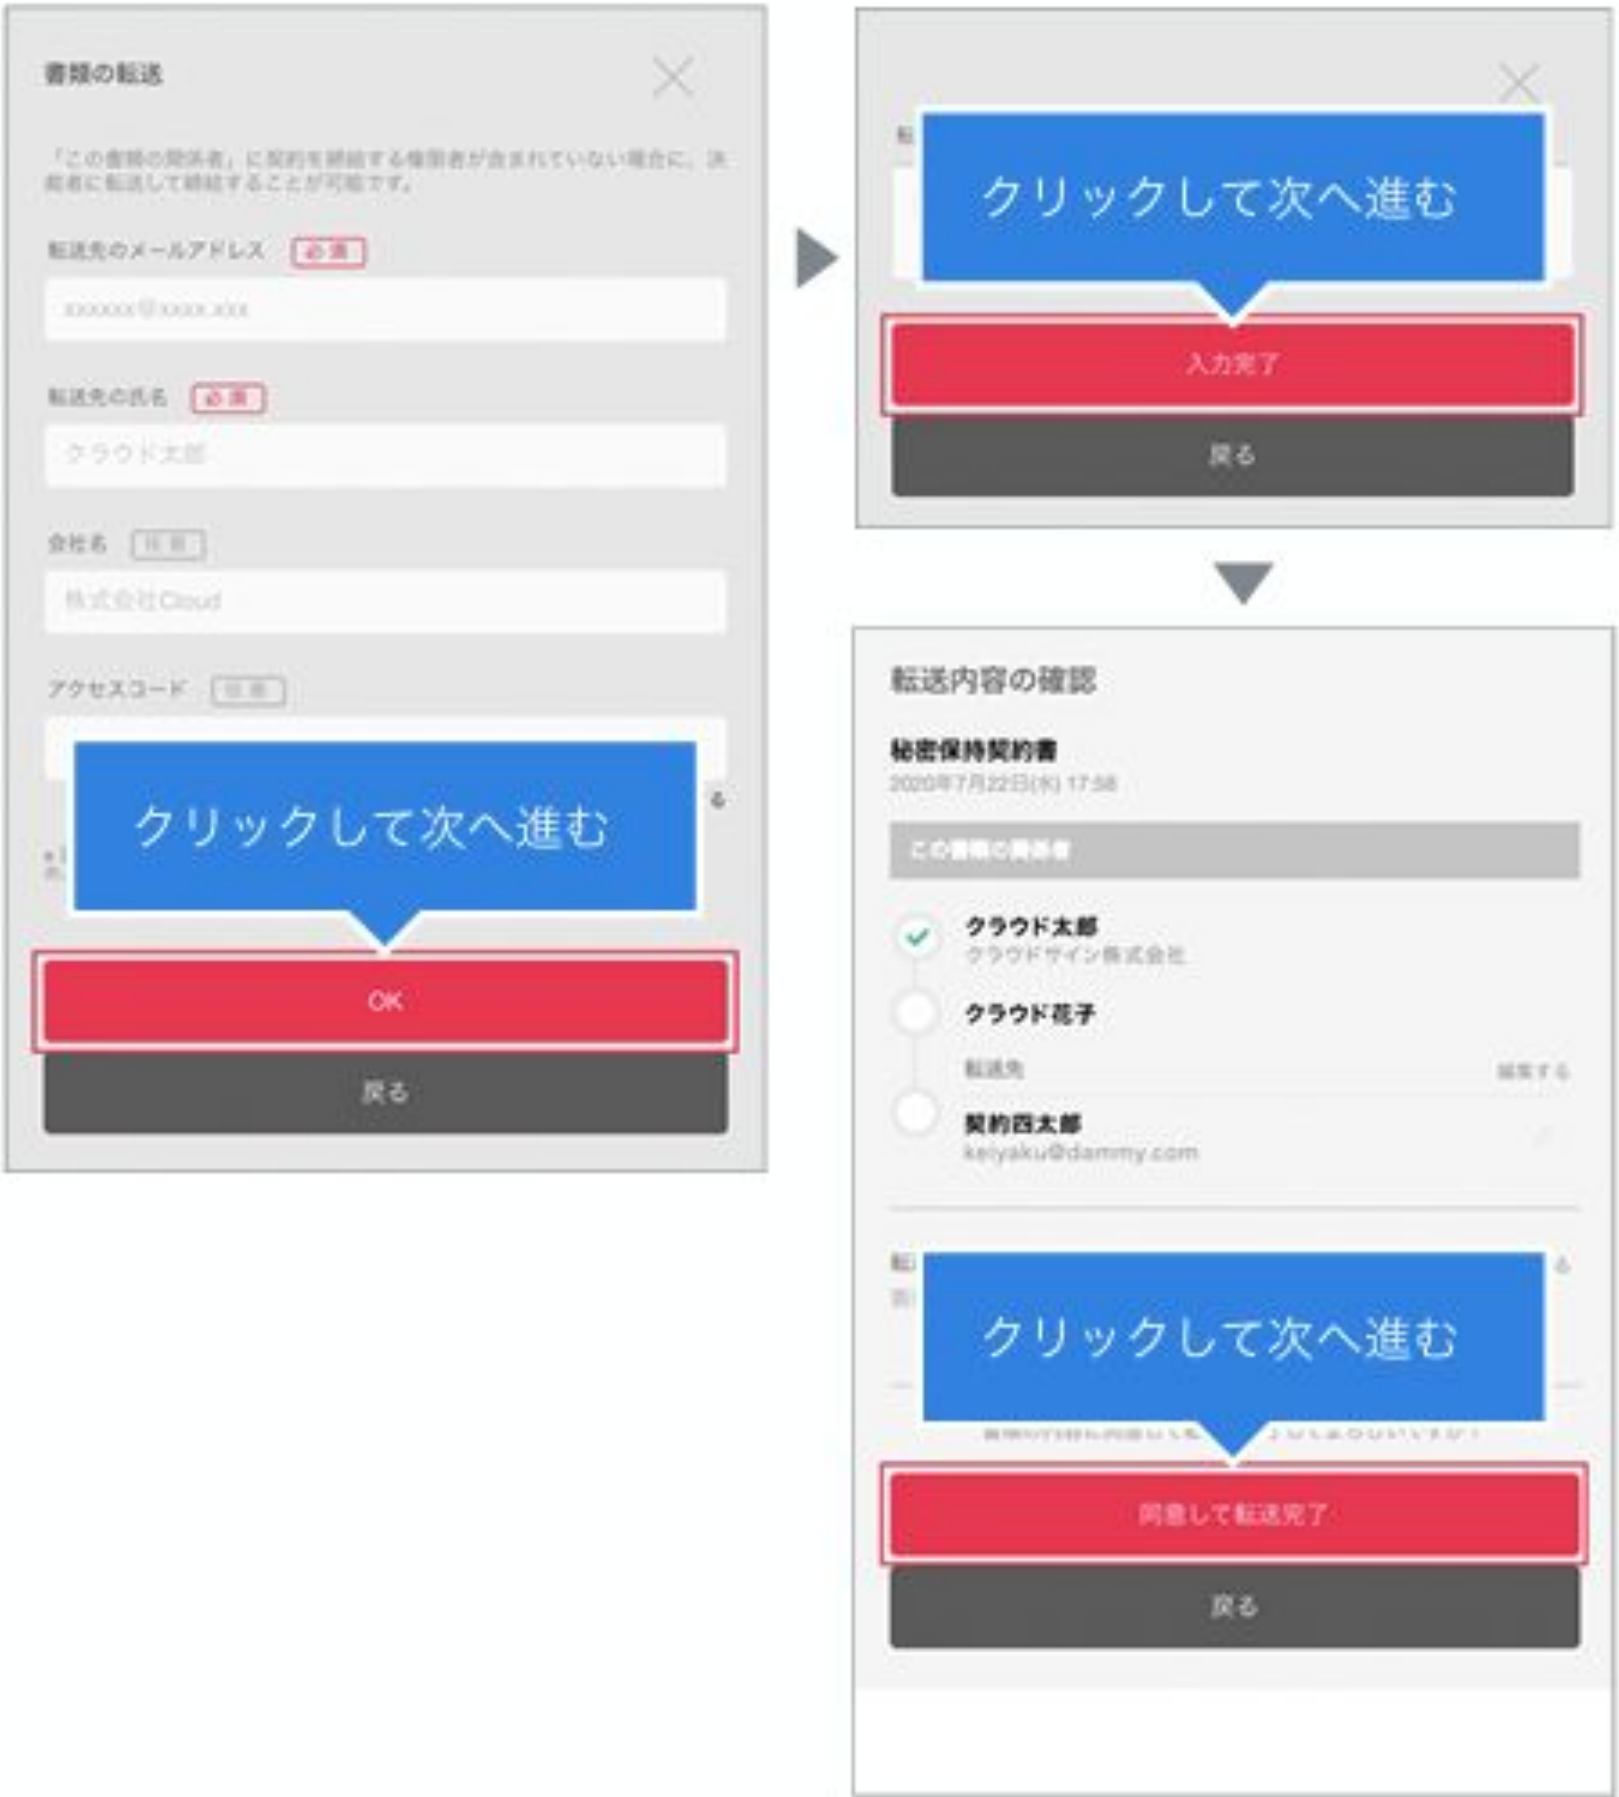 書類の転送
「この書類の関係者」に契約を締結する権限者が含まれていない場合に、決
裁者に転送して締結することが可能です。
転送先のメールアドレス 必須
xxxxxx@xxxx.xxx
転送先の氏名 必須
クラウド太郎
会社名 任意
株式会社Cloud
アクセスコード 任意
クリックして次へ進む
る
OK
戻る
転
クリックして次へ進む
入力完了
戻る
転送内容の確認
秘密保持契約書
2020年7月22日(水) 17:58
この書類の関係者
クラウド太郎
クラウドサイン株式会社
クラウド花子
転送先 編集する
契約四太郎
keiyaku@dammy.com
転
る
クリックして次へ進む
同意して転送完了
戻る